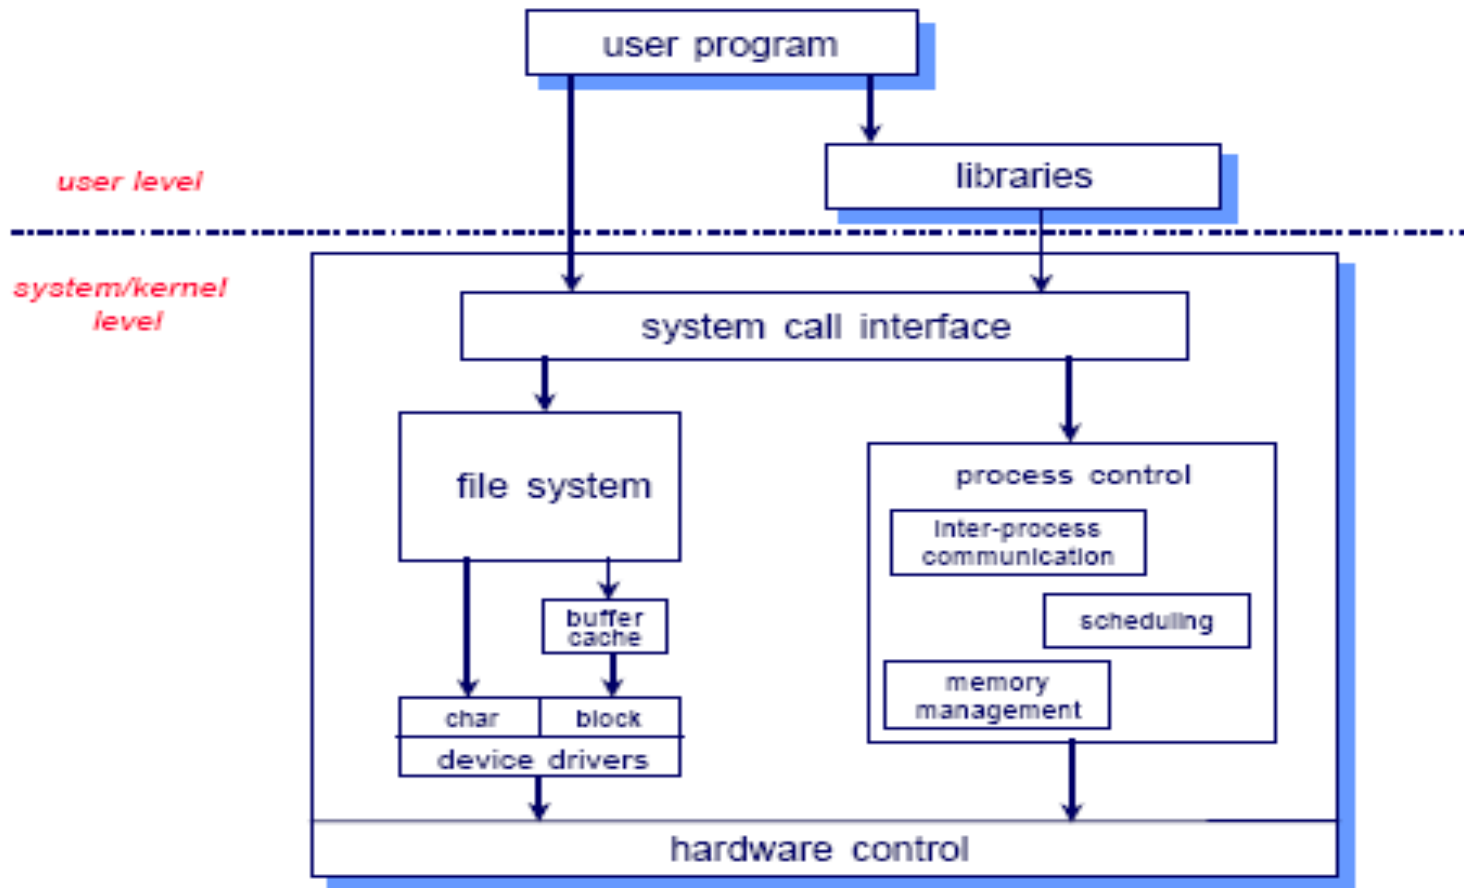 user program
libraries
user level
system/kernel
level
system call interface
file system
process control
inter-process
communication
buffer
cache
scheduling
memory
management
char
block
device drivers
hardware control